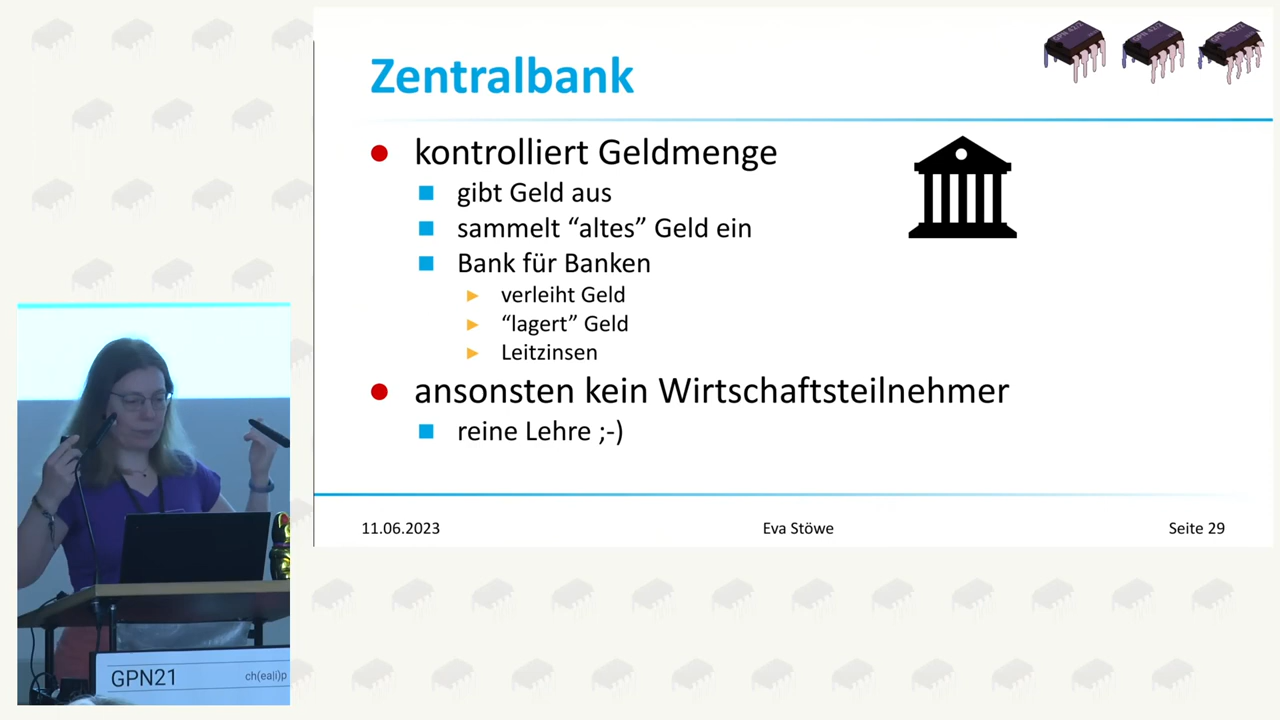 Zentralbank
kontrolliert Geldmenge
gibt Geld aus
sammelt “altes” Geld ein
Bank für Banken
verleiht Geld
“lagert” Geld
Leitzinsen
ansonsten kein Wirtschaftsteilnehmer
reine Lehre ;-)
11.06.2023
Eva Stöwe
Seite 29
GPN21
ch(ea|i)p